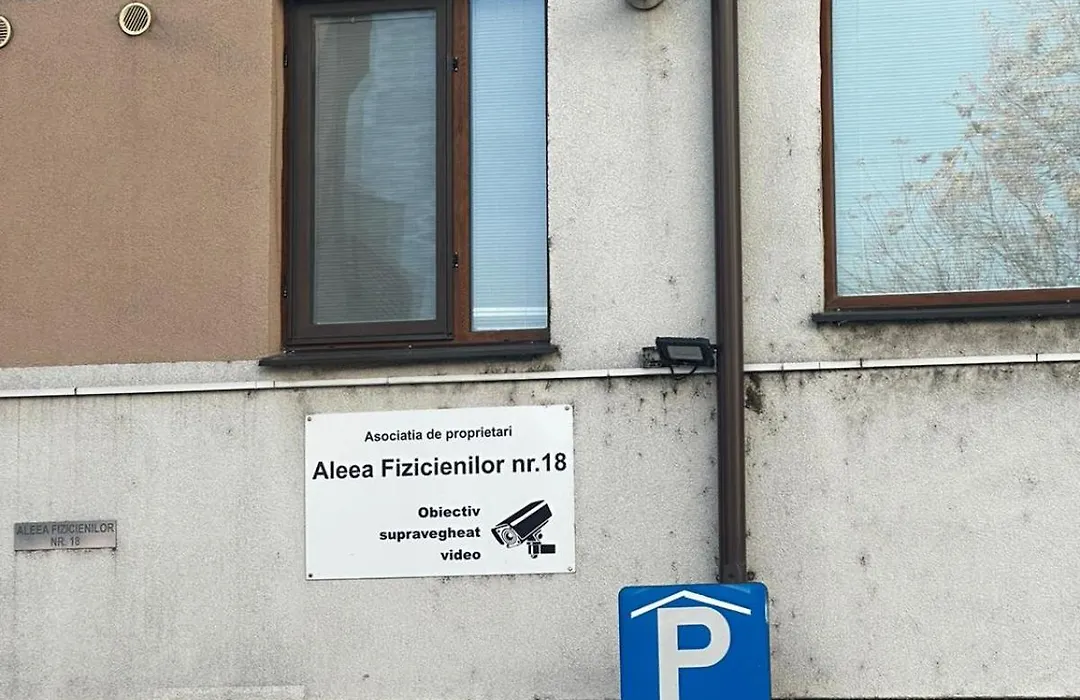 Asociatia de proprietari
Aleea Fizicienilor nr.18
Obiectiv
supravegheat
video
ALEEA FIZICIENILOR
NR. 18
P